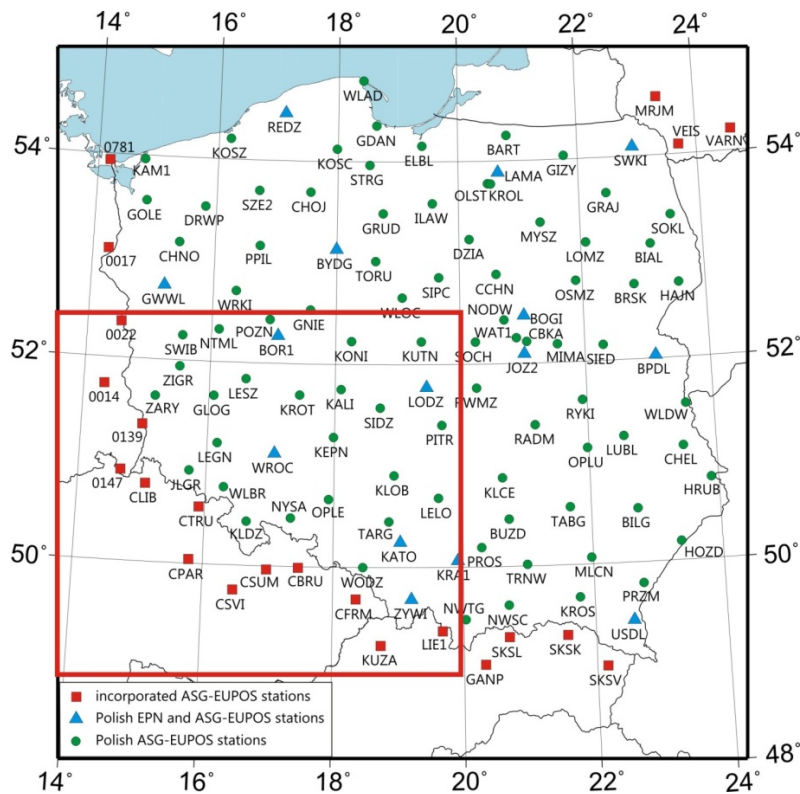 14° 16° 18° 20° 22° 24°
WLAD
MRJM
REDZ
VEIS
VARN
54°
0781
KOSZ
GDAN
BART
54°
KAM1
KOSC
ELBL
LAMA
GIZY
SWKI
STRG
OLST KROL
GOLE
DRWP
SZE2
CHOJ
ILAW
GRAJ
GRUD
MYSZ
SOKL
0017
CHNO
PPIL
BYDG
DZIA
LOMZ
BIAL
TORU
GWWL
SIPC
CCHN
OSMZ
BRSK
HAJN
WRKI
WLOC
NODW
GNIE
BOGI
0022
POZN
WAT1
CBKA
SWIB
NTML
BOR1
KONI
KUTN
SOCH
MIMA
SIED
52°
JOZ2
BPDL
52°
ZIGR
0014
LESZ
ZARY
GLOG
KROT
KALI
LODZ
RWMZ
RYKI
WLDW
SIDZ
0139
PITR
RADM
LEGN
KEPN
LUBL
CHEL
WROC
OPLU
0147
JLGR
KLOB
CLIB
WLBR
KLCE
HRUB
NYSA
OPLE
LELO
CTRU
TARG
BUZD
TABG
BILG
KLDZ
KATO
HOZD
50°
PROS
50°
CPAR
CSUM
CBRU
WODZ
KRA1
TRNW
MLCN
CSVI
PRZM
CFRM
ZYWI
NWTG
NWSC
KROS
USDL
LIE1
SKSL
SKSK
KUZA
GANP
SKSV
incorporated ASG-EUPOS stations
Polish EPN and ASG-EUPOS stations
Polish ASG-EUPOS stations
48°
14 16° 18° 20° 22° 24°